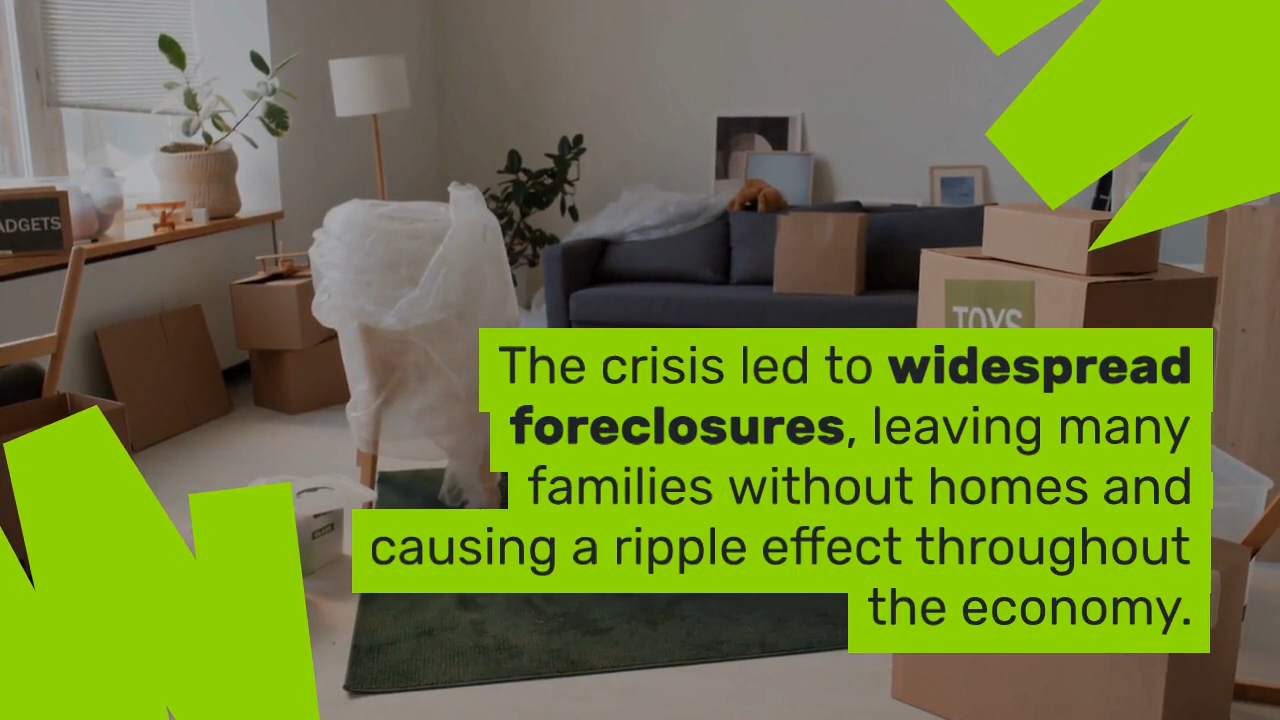 ADGETS
TOYS
The crisis led to widespread
foreclosures, leaving many
families without homes and
causing a ripple effect throughout
the economy.